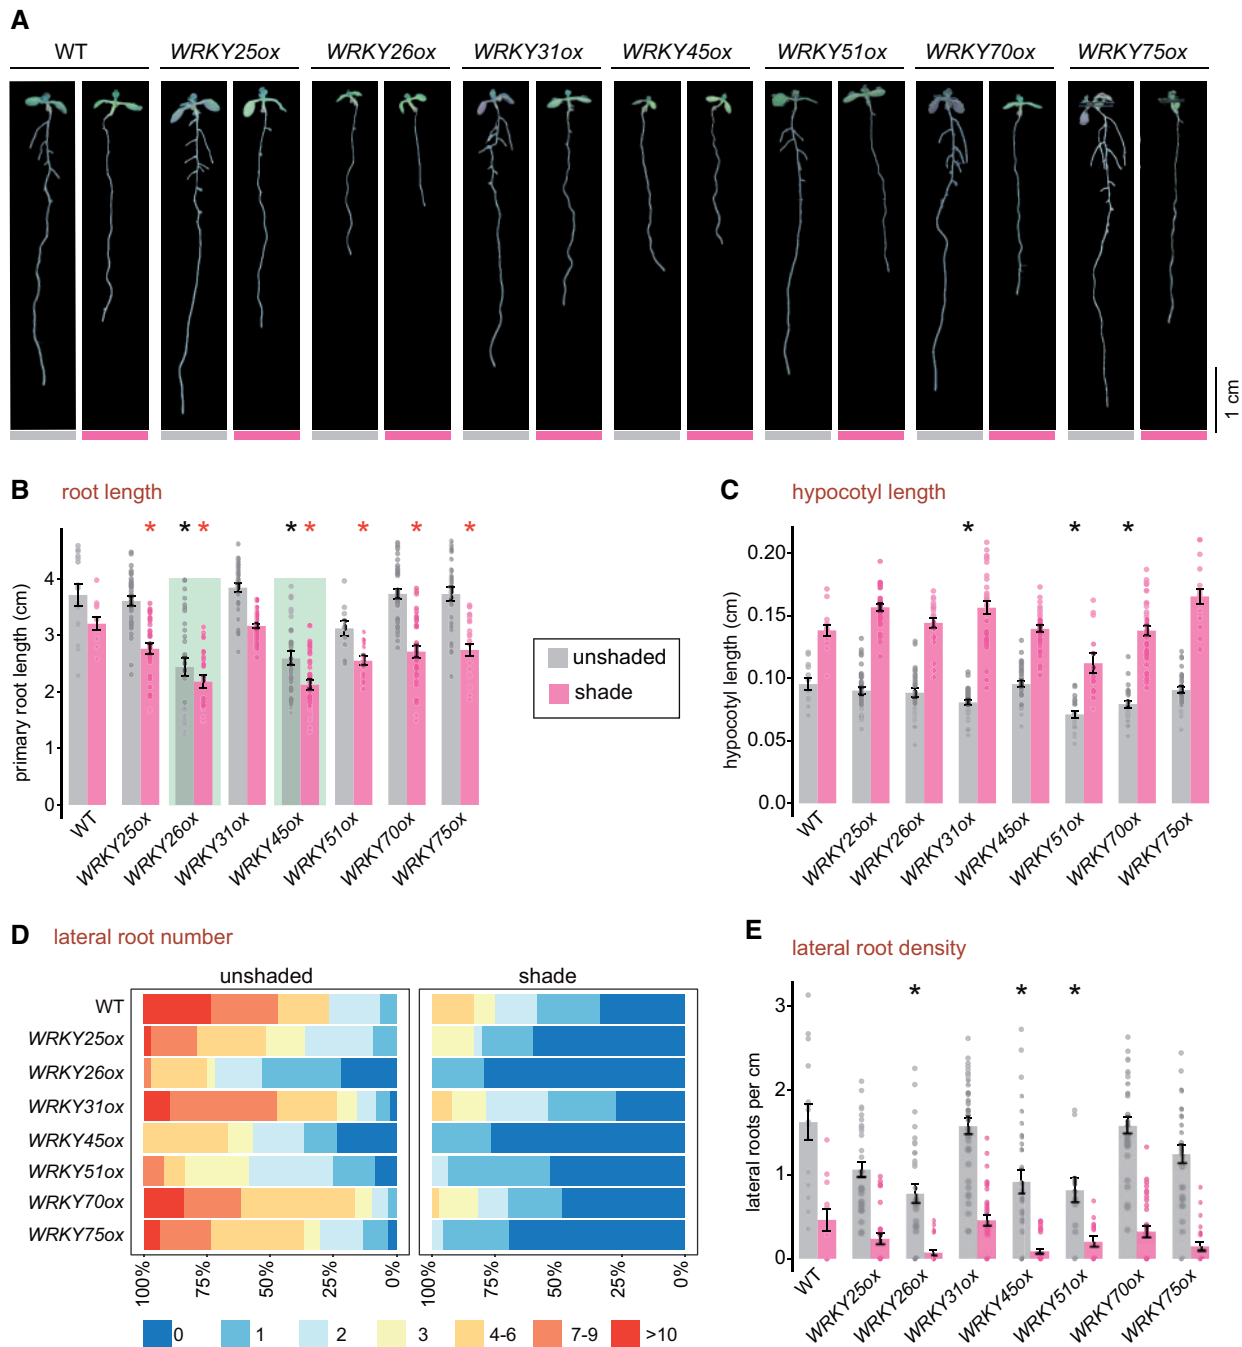 A
WT WRKY25ox WRKY26ox WRKY31ox WRKY45ox WRKY51ox WRKY70ox WRKY75ox
1 cm
B root length
* * * * * * * *
primary root length (cm)
4
3
2
1
0
WT WRKY25ox WRKY26ox WRKY31ox WRKY45ox WRKY51ox WRKY70ox WRKY75ox
unshaded
shade
C hypocotyl length
* * *
hypocotyl length (cm)
0.20
0.15
0.10
0.05
0.0
WT WRKY25ox WRKY26ox WRKY31ox WRKY45ox WRKY51ox WRKY70ox WRKY75ox
D lateral root number
unshaded shade
WT
WRKY25ox
WRKY26ox
WRKY31ox
WRKY45ox
WRKY51ox
WRKY70ox
WRKY75ox
100% 75% 50% 25% 0% 100% 75% 50% 25% 0%
0 1 2 3 4-6 7-9 >10
E lateral root density
* * *
lateral roots per cm
3
2
1
0
WT WRKY25ox WRKY26ox WRKY31ox WRKY45ox WRKY51ox WRKY70ox WRKY75ox